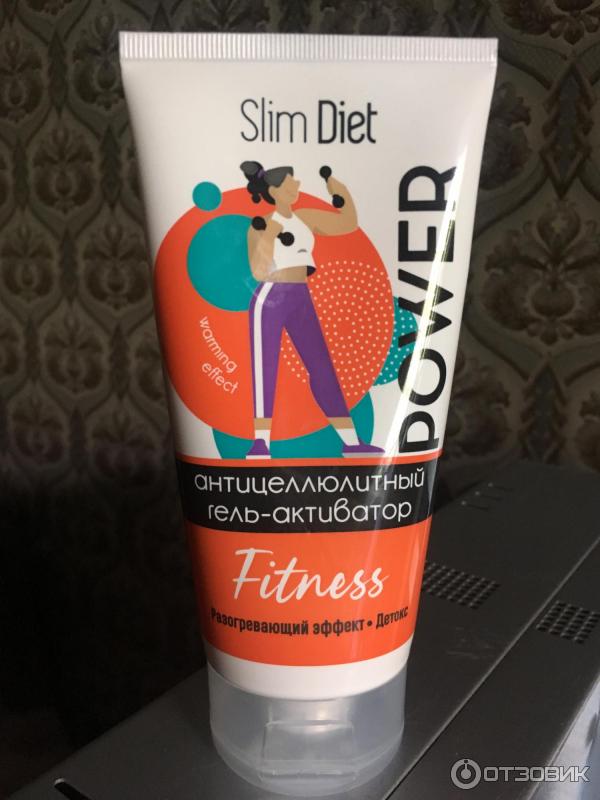 Slim Diet
POWER
warming
effect
антицеллюлитный
гель-активатор
Fitness
Разогревающий эффект • Детокс
ОТЗОВИК